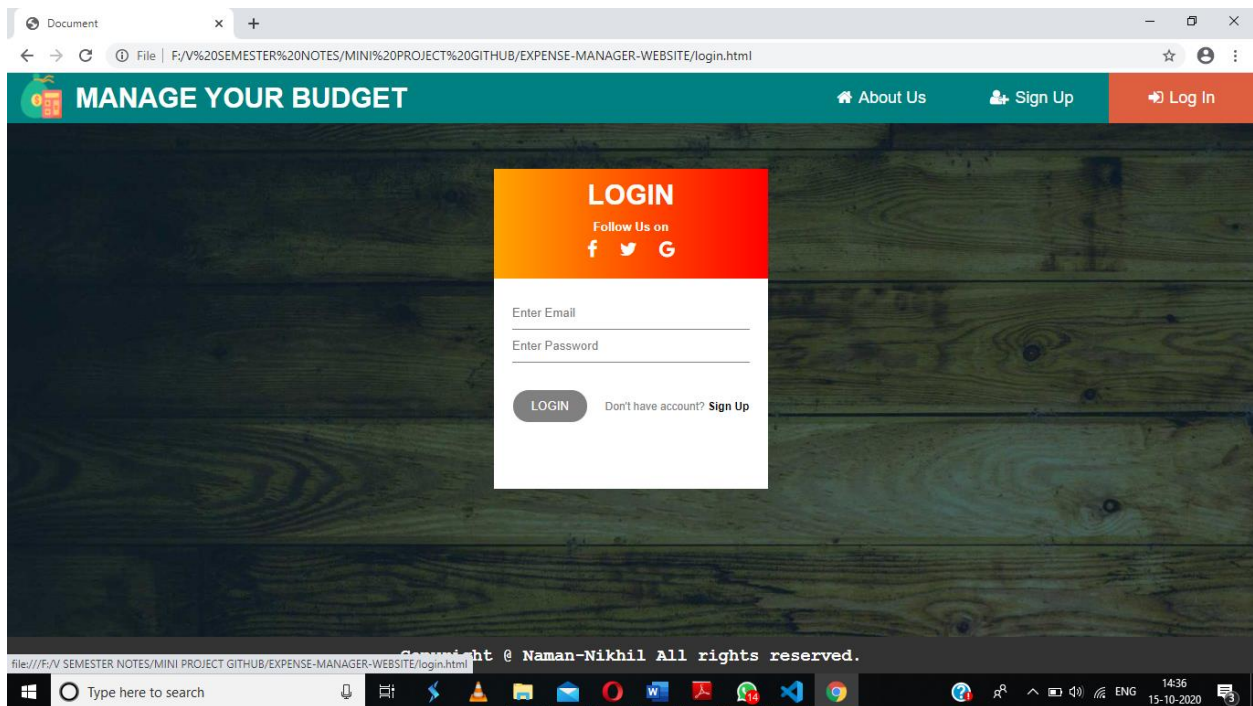 Document
File F:/V%20SEMESTER%20NOTES/MINI%20PROJECT%20GITHUB/EXPENSE-MANAGER-WEBSITE/login.html
MANAGE YOUR BUDGET About Us Sign Up Log In
LOGIN
Follow Us on
Enter Email
Enter Password
LOGIN Don't have account? Sign Up
@ Naman-Nikhil All rights reserved.
file:///F:/V SEMESTER NOTES/MINI PROJECT GITHUB/EXPENSE-MANAGER-WEBSITE/login.html
Type here to search 14 ENG 14:36
15-10-2020 3